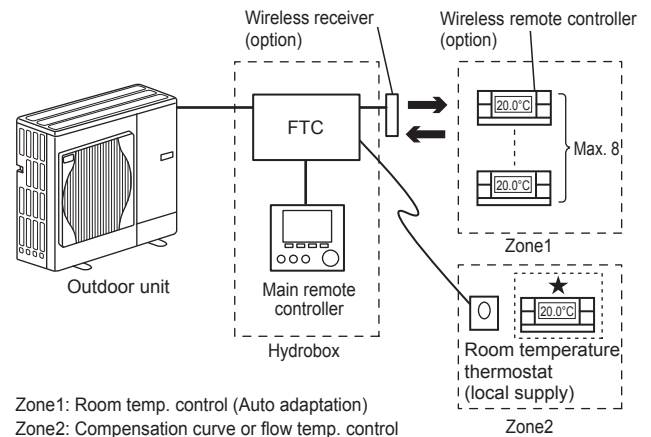 Wireless receiver
(option)
Wireless remote controller
(option)
FTC
20.0°C
20.0°C
Max. 8
Zone1
Outdoor unit
Main remote
controller
Hydrobox
★
20.0°C
Room temperature
thermostat
(local supply)
Zone2
Zone1: Room temp. control (Auto adaptation)
Zone2: Compensation curve or flow temp. control